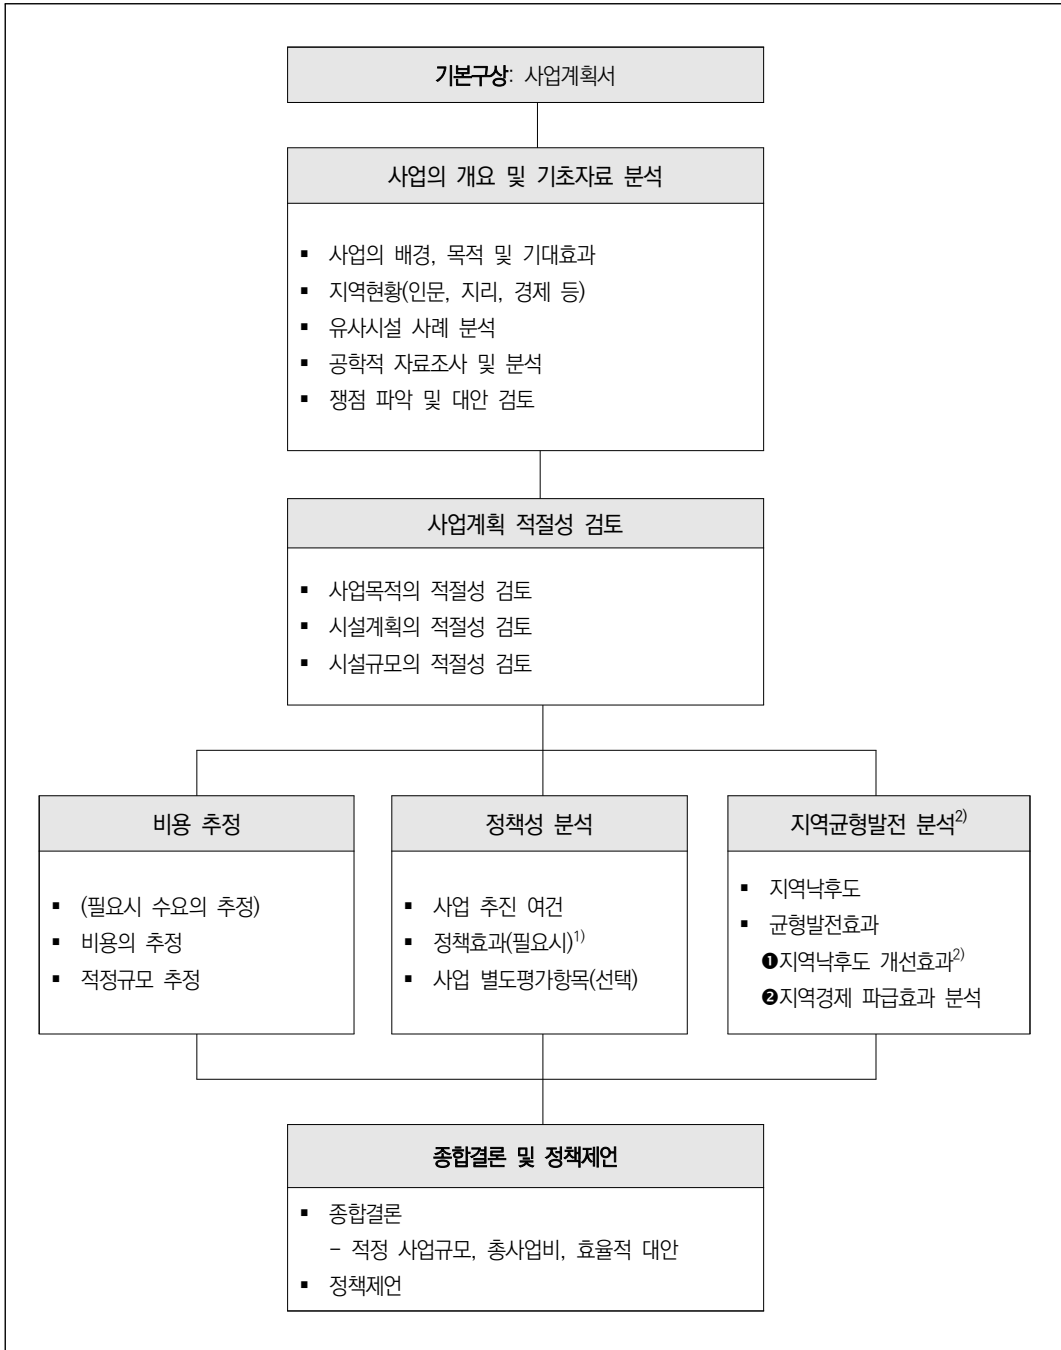 기본구상: 사업계획서
사업의 개요 및 기초자료 분석
▪ 사업의 배경, 목적 및 기대효과
▪ 지역현황(인문, 지리, 경제 등)
▪ 유사시설 사례 분석
▪ 공학적 자료조사 및 분석
▪ 쟁점 파악 및 대안 검토
사업계획 적절성 검토
▪ 사업목적의 적절성 검토
▪ 시설계획의 적절성 검토
▪ 시설규모의 적절성 검토
비용 추정
▪ (필요시 수요의 추정)
▪ 비용의 추정
▪ 적정규모 추정
정책성 분석
▪ 사업 추진 여건
▪ 정책효과(필요시)1)
▪ 사업 별도평가항목(선택)
지역균형발전 분석2)
▪ 지역낙후도
▪ 균형발전효과
❶지역낙후도 개선효과2)
❷지역경제 파급효과 분석
종합결론 및 정책제언
▪ 종합결론
- 적정 사업규모, 총사업비, 효율적 대안
▪ 정책제언